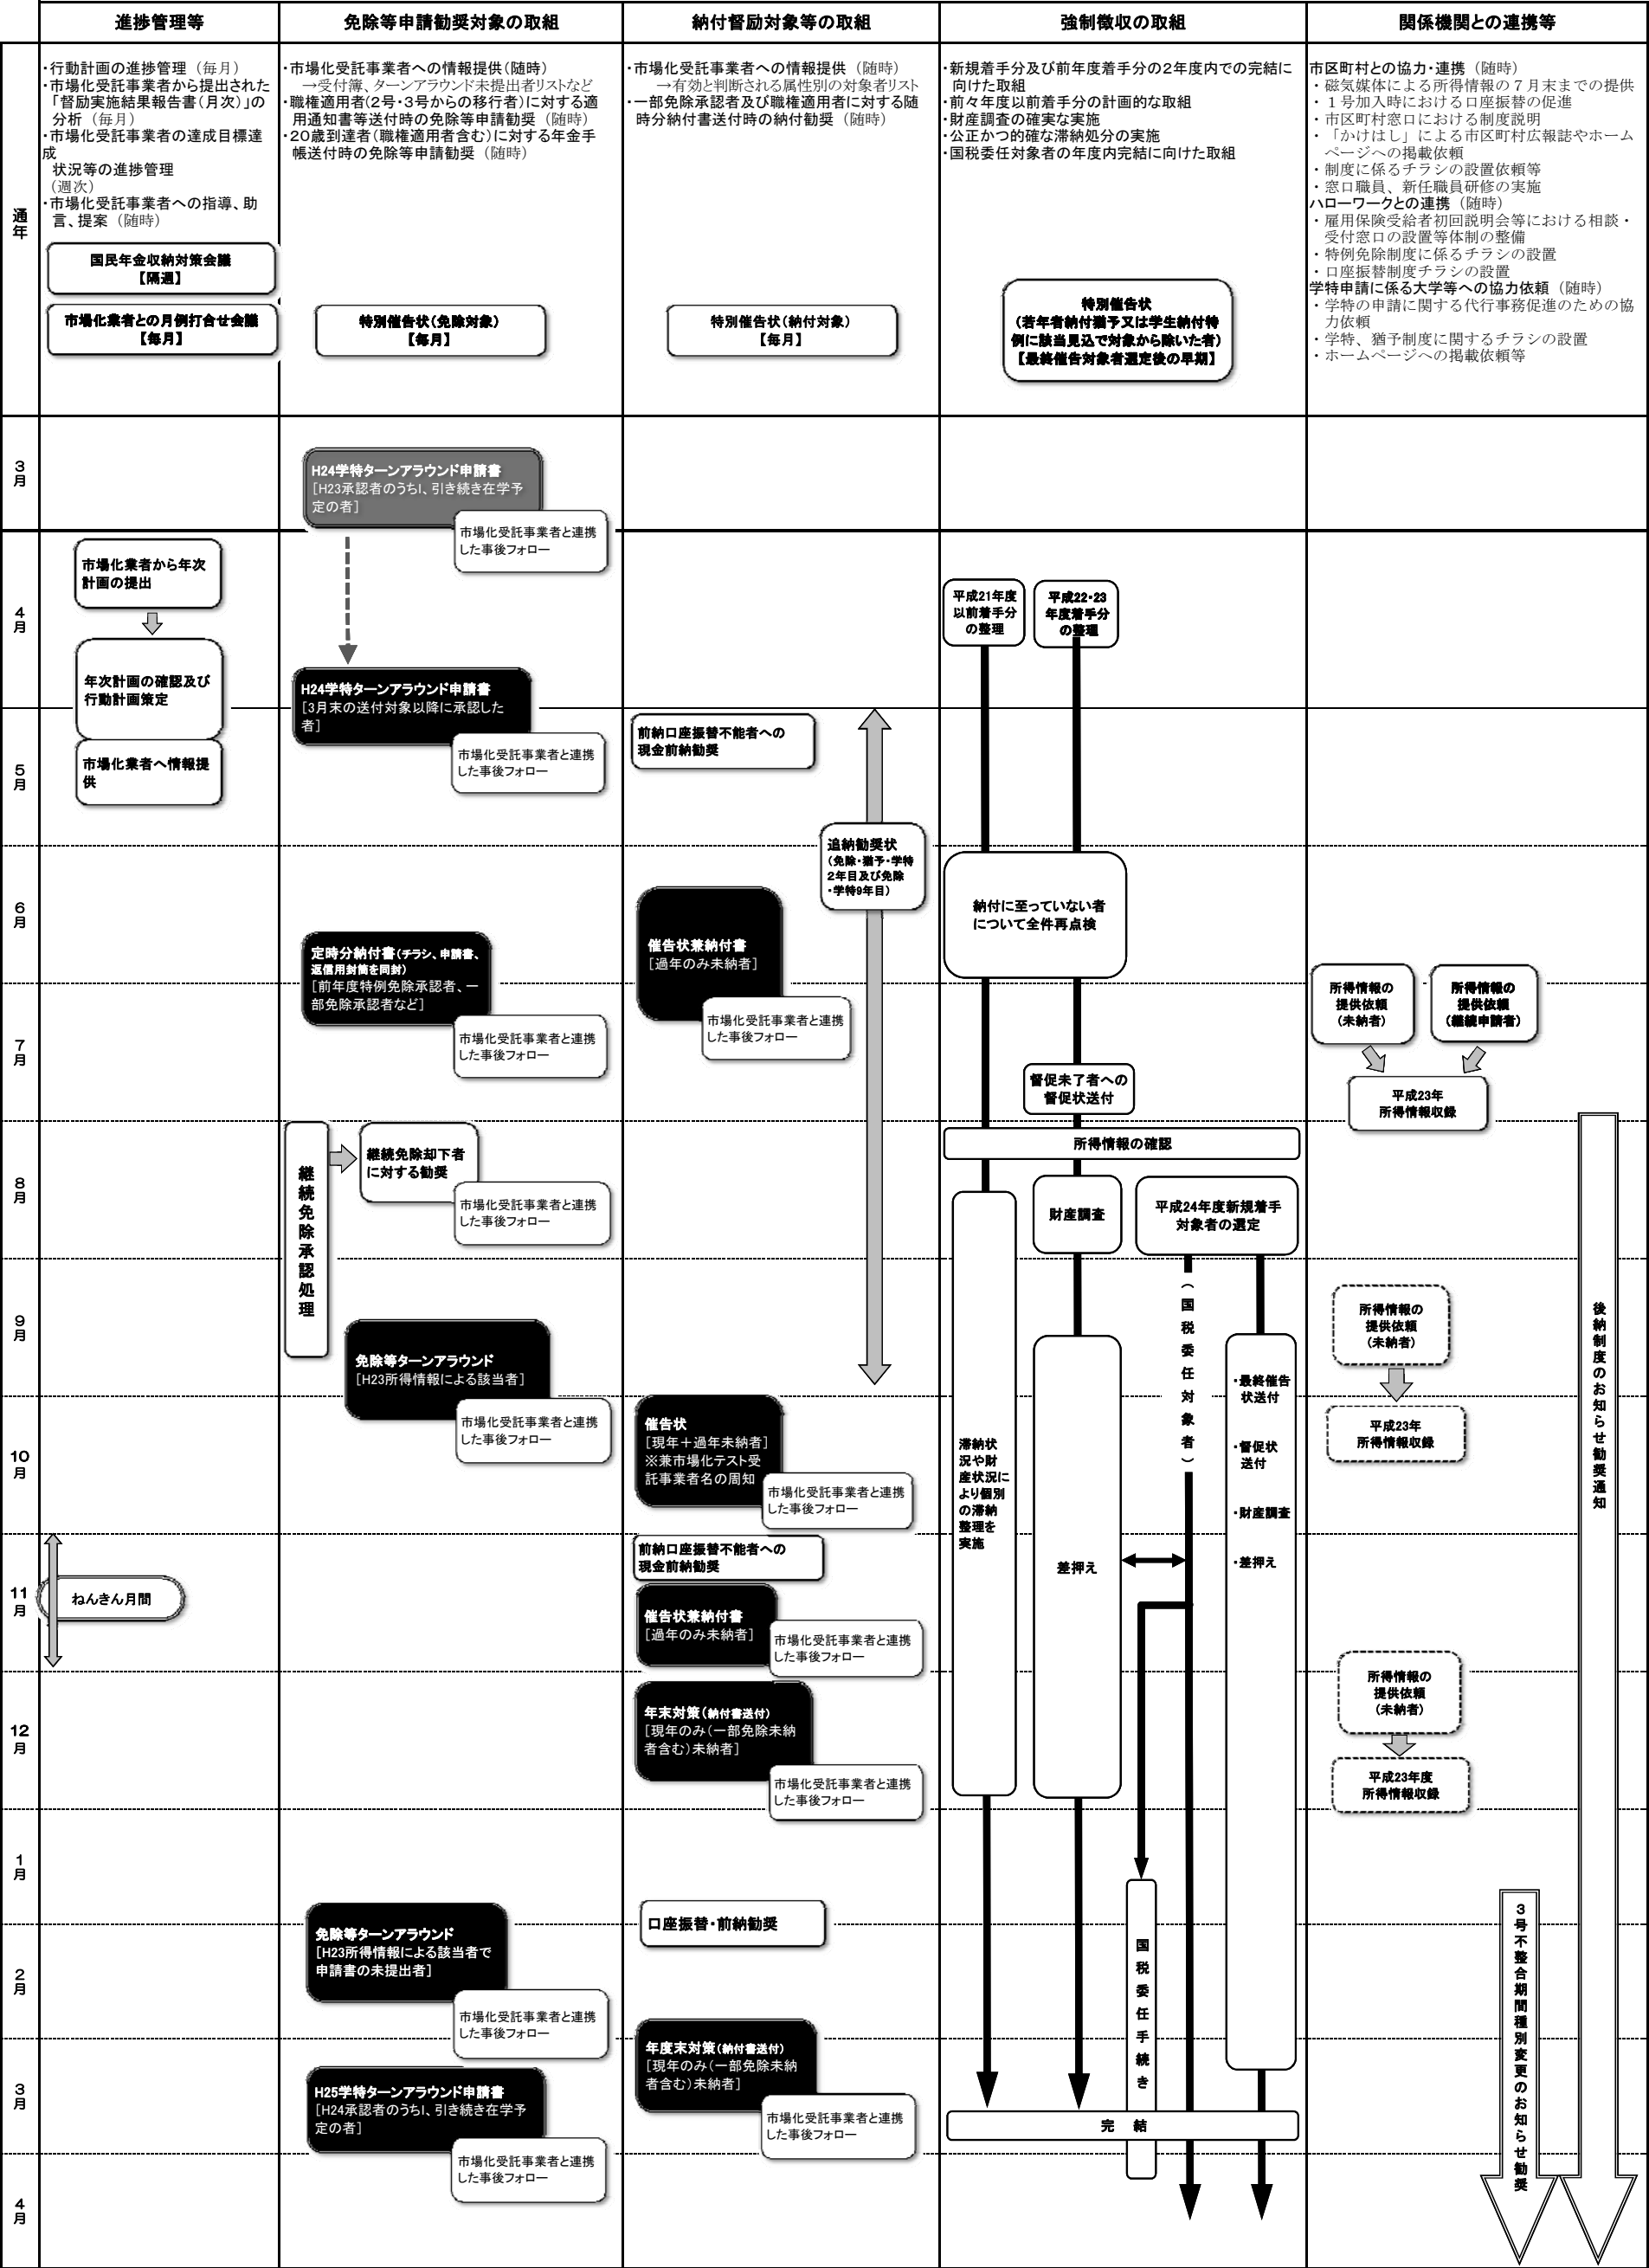 進捗管理等
免除等申請勧奨対象の取組
納付督励対象等の取組
強制徴収の取組
関係機関との連携等
通年
・行動計画の進捗管理（毎月）
・市場化受託事業者から提出された
「督励実施結果報告書（月次）」の
分析（毎月）
・市場化受託事業者の達成目標達
成
状況等の進捗管理
（週次）
・市場化受託事業者への指導、助
言、提案（随時）
国民年金収納対策会議
【隔週】
市場化業者との月例打合せ会議
【毎月】
・市場化受託事業者への情報提供（随時）
→受付簿、ターンアラウンド未提出者リストなど
・職権適用者（2号・3号からの移行者）に対する適
用通知書等送付時の免除等申請勧奨（随時）
・20歳到達者（職権適用者含む）に対する年金手
帳送付時の免除等申請勧奨（随時）
特別催告状（免除対象）
【毎月】
・市場化受託事業者への情報提供（随時）
→有効と判断される属性別の対象者リスト
・一部免除承認者及び職権適用者に対する随
時分納付書送付時の納付勧奨（随時）
特別催告状（納付対象）
【毎月】
・新規着手分及び前年度着手分の2年度内での完結に
向けた取組
・前々年度以前着手分の計画的な取組
・財産調査の確実な実施
・公正かつ的確な滞納処分の実施
・国税委任対象者の年度内完結に向けた取組
特別催告状
（若年者納付猶予又は学生納付特
例に該当見込で対象から除いた者）
【最終催告対象者選定後の早期】
市区町村との協力・連携（随時）
・磁気媒体による所得情報の７月末までの提供
・１号加入時における口座振替の促進
・市区町村窓口における制度説明
・「かけはし」による市区町村広報誌やホーム
ページへの掲載依頼
・制度に係るチラシの設置依頼等
・窓口職員、新任職員研修の実施
ハローワークとの連携（随時）
・雇用保険受給者初回説明会等における相談・
受付窓口の設置等体制の整備
・特例免除制度に係るチラシの設置
・口座振替制度チラシの設置
学特申請に係る大学等への協力依頼（随時）
・学特の申請に関する代行事務促進のための協
力依頼
・学特、猶予制度に関するチラシの設置
・ホームページへの掲載依頼等
3月
H24学特ターンアラウンド申請書
［H23承認者のうち、引き続き在学予
定の者］
市場化受託事業者と連携
した事後フォロー
4月
市場化業者から年次
計画の提出
年次計画の確認及び
行動計画策定
H24学特ターンアラウンド申請書
［3月末の送付対象以降に承認した
者］
市場化受託事業者と連携
した事後フォロー
平成21年度
以前着手分
の整理
平成22・23
年度着手分
の整理
5月
市場化業者へ情報提
供
前納口座振替不能者への
現金前納勧奨
追納勧奨状
（免除・猶予・学特
2年目及び免除
・学特9年目）
6月
定時分納付書（チラシ、申請書、
返信用封筒を同封）
［前年度特例免除承認者、一
部免除承認者など］
市場化受託事業者と連携
した事後フォロー
催告状兼納付書
［過年のみ未納者］
市場化受託事業者と連携
した事後フォロー
納付に至っていない者
について全件再点検
7月
督促未了者への
督促状送付
所得情報の
提供依頼
（未納者）
所得情報の
提供依頼
（継続申請者）
平成23年
所得情報収録
8月
継続免除承認処理
継続免除却下者
に対する勧奨
市場化受託事業者と連携
した事後フォロー
所得情報の確認
財産調査
平成24年度新規着手
対象者の選定
後納制度のお知らせ勧奨通知
9月
免除等ターンアラウンド
［H23所得情報による該当者］
市場化受託事業者と連携
した事後フォロー
（国税委任対象者）
所得情報の
提供依頼
（未納者）
平成23年
所得情報収録
10月
催告状
［現年＋過年未納者］
※兼市場化テスト受
託事業者名の周知
市場化受託事業者と連携
した事後フォロー
滞納状
況や財
産状況に
より個別
の滞納
整理を
実施
差押え
・最終催告
状送付
・督促状
送付
・財産調査
・差押え
11月
ねんきん月間
前納口座振替不能者への
現金前納勧奨
催告状兼納付書
［過年のみ未納者］
市場化受託事業者と連携
した事後フォロー
12月
年末対策（納付書送付）
［現年のみ（一部免除未納
者含む）未納者］
市場化受託事業者と連携
した事後フォロー
所得情報の
提供依頼
（未納者）
平成23年度
所得情報収録
1月
免除等ターンアラウンド
［H23所得情報による該当者で
申請書の未提出者］
市場化受託事業者と連携
した事後フォロー
口座振替・前納勧奨
国税委任手続き
3号不整合期間種別変更のお知らせ勧奨
2月
年度末対策（納付書送付）
［現年のみ（一部免除未納
者含む）未納者］
市場化受託事業者と連携
した事後フォロー
3月
H25学特ターンアラウンド申請書
［H24承認者のうち、引き続き在学予
定の者］
市場化受託事業者と連携
した事後フォロー
完　結
4月